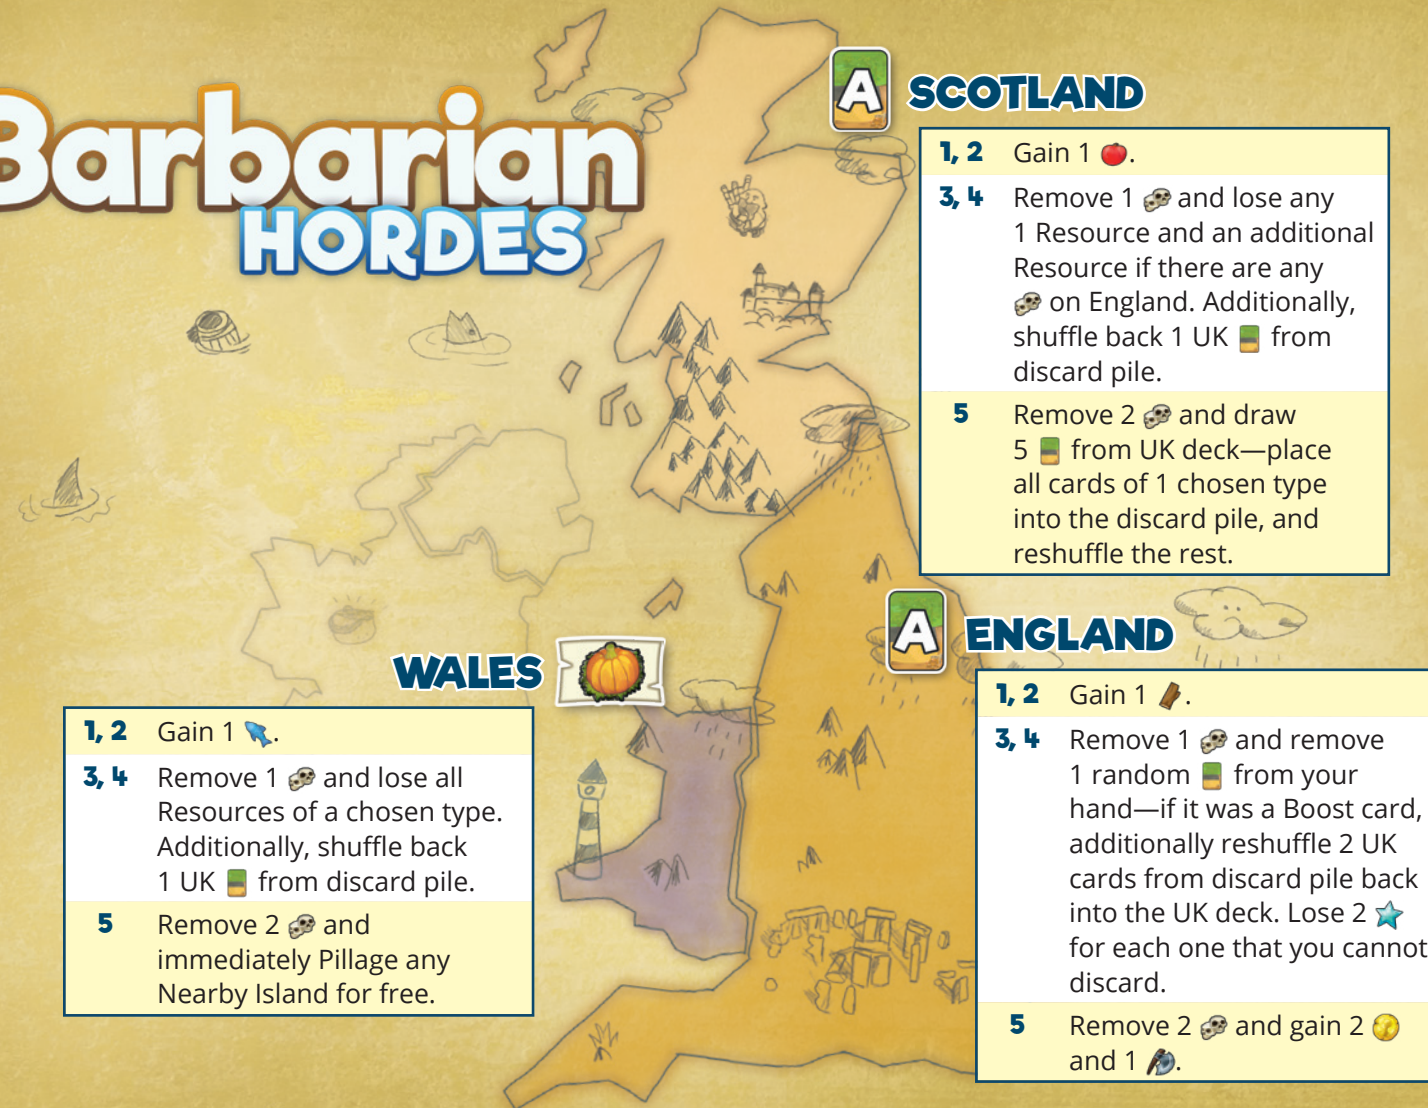 Barbarian
HORDES
A
SCOTLAND
1, 2 Gain 1 .
3, 4 Remove 1 and lose any
1 Resource and an additional
Resource if there are any
on England. Additionally,
shuffle back 1 UK from
discard pile.
5 Remove 2 and draw
5 from UK deck—place
all cards of 1 chosen type
into the discard pile, and
reshuffle the rest.
WALES
1, 2 Gain 1 .
3, 4 Remove 1 and lose all
Resources of a chosen type.
Additionally, shuffle back
1 UK from discard pile.
5 Remove 2 and
immediately Pillage any
Nearby Island for free.
A
ENGLAND
1, 2 Gain 1 .
3, 4 Remove 1 and remove
1 random from your
hand—if it was a Boost card,
additionally reshuffle 2 UK
cards from discard pile back
into the UK deck. Lose 2
for each one that you cannot
discard.
5 Remove 2 and gain 2
and 1 .